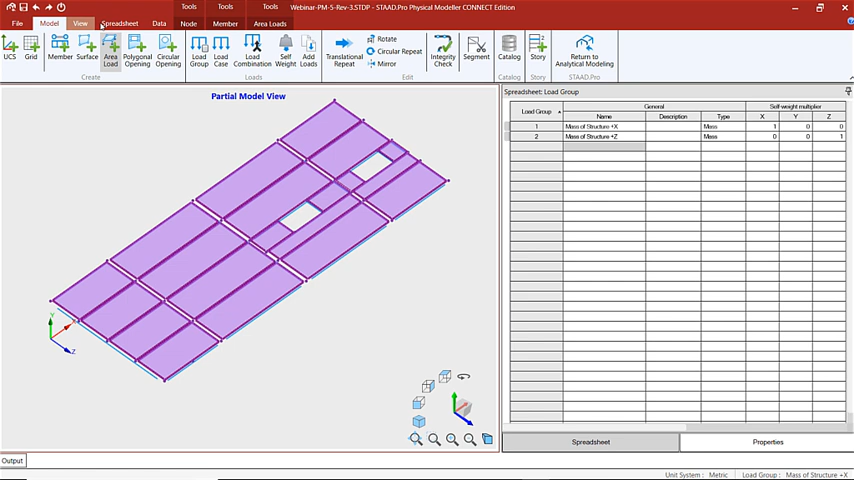 Tools Tools Tools Webinar-PM-5-Rev-3.STDP - STAAD.Pro Physical Modeller CONNECT Edition
File Model View Spreadsheet Data Node Member Area Loads
UCS Grid Member Surface Area Load Polygonal Opening Circular Opening Load Group Load Case Load Combination Self Weight Add Loads Translational Repeat Rotate Circular Repeat Mirror Integrity Check Segment Catalog Story Return to Analytical Modeling
Create Loads Edit Catalog Story STAAD.Pro
Partial Model View
Y X Z
Spreadsheet: Load Group
Load Group General Self-weight multiplier
Name Description Type X Y Z
1 Mass of Structure +X Mass 1 0 0
2 Mass of Structure +Z Mass 0 0 1
Spreadsheet Properties
Output
Unit System : Metric Load Group : Mass of Structure +X